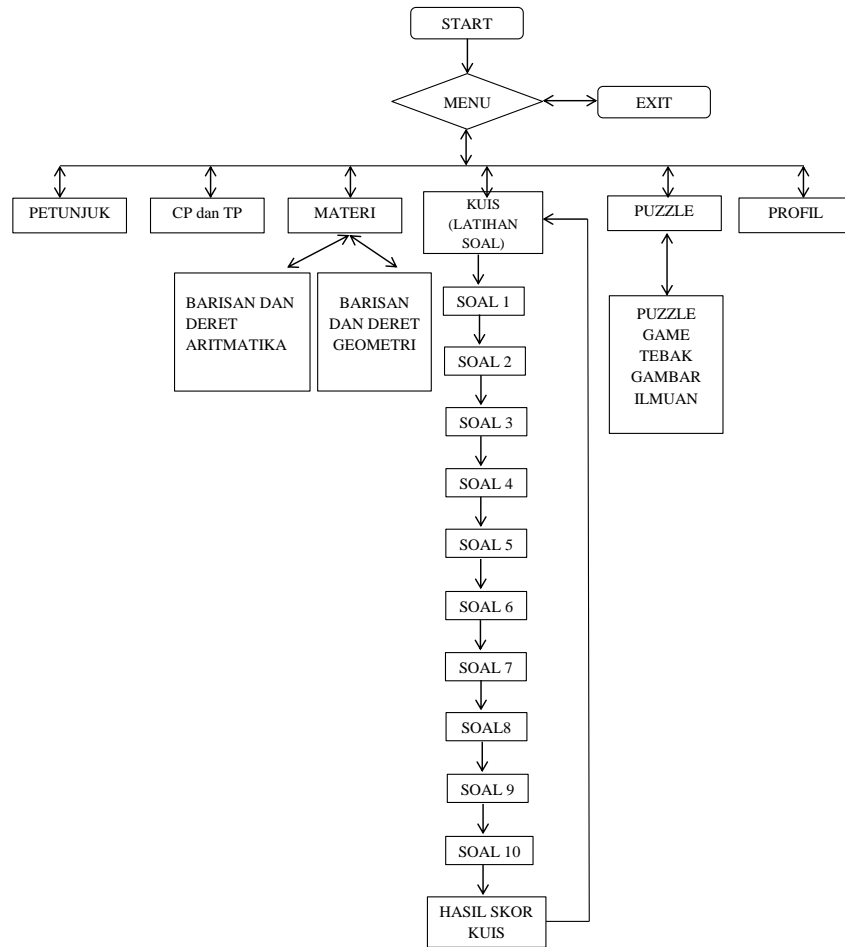 START
MENU
EXIT
PETUNJUK
CP dan TP
MATERI
KUIS
(LATIHAN
SOAL)
PUZZLE
PROFIL
BARISAN DAN
DERET
ARITMATIKA
BARISAN
DAN DERET
GEOMETRI
PUZZLE
GAME
TEBAK
GAMBAR
ILMUAN
SOAL 1
SOAL 2
SOAL 3
SOAL 4
SOAL 5
SOAL 6
SOAL 7
SOAL8
SOAL 9
SOAL 10
HASIL SKOR
KUIS